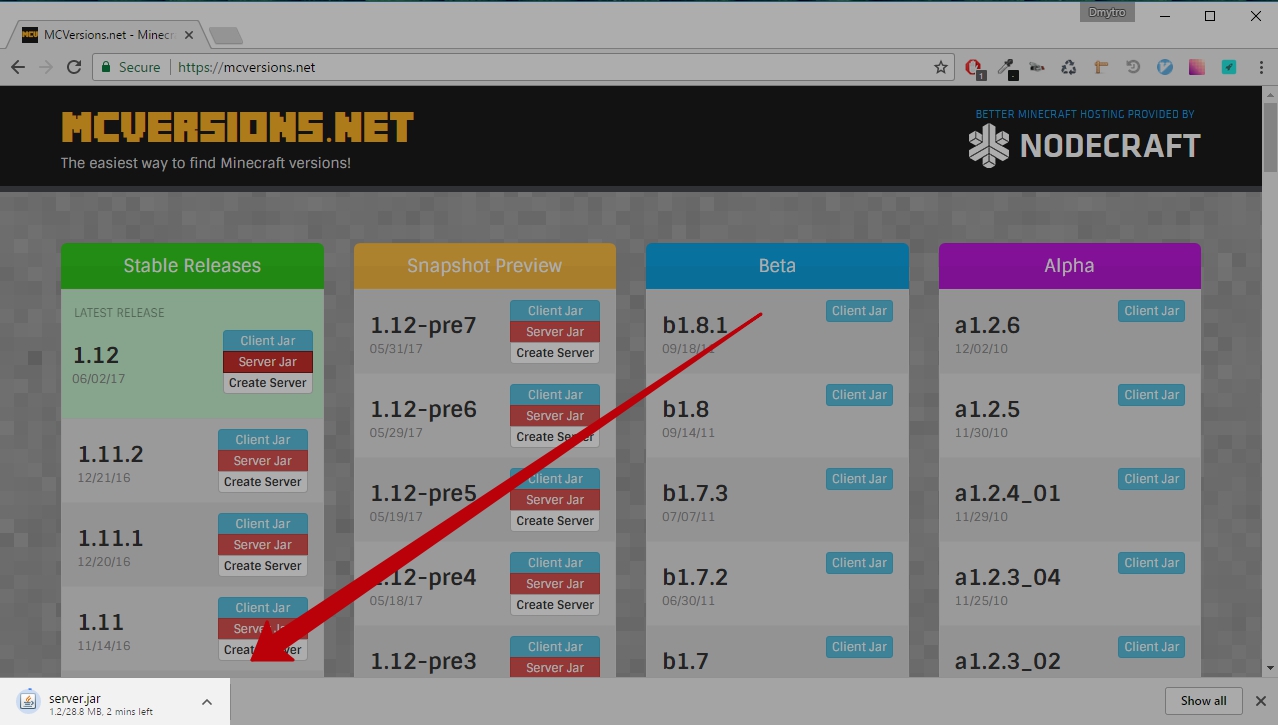 Dmytro
MCVersions.net - Minec
Secure
https://mcversions.net
1
MCVERSIONS.NET
The easiest way to find Minecraft versions!
BETTER MINECRAFT HOSTING PROVIDED BY
NODECRAFT
Stable Releases
LATEST RELEASE
1.12
06/02/17
Client Jar
Server Jar
Create Server
1.11.2
12/21/16
Client Jar
Server Jar
Create Server
1.11.1
12/20/16
Client Jar
Server Jar
Create Server
1.11
11/14/16
Client Jar
Server Jar
Create Server
Snapshot Preview
1.12-pre7
05/31/17
Client Jar
Server Jar
Create Server
1.12-pre6
05/29/17
Client Jar
Server Jar
Create Server
1.12-pre5
05/19/17
Client Jar
Server Jar
Create Server
1.12-pre4
05/18/17
Client Jar
Server Jar
Create Server
1.12-pre3
Client Jar
Server Jar
Beta
b1.8.1
09/18/11
Client Jar
b1.8
09/14/11
Client Jar
b1.7.3
07/07/11
Client Jar
b1.7.2
06/30/11
Client Jar
b1.7
Client Jar
Alpha
a1.2.6
12/02/10
Client Jar
a1.2.5
11/30/10
Client Jar
a1.2.4_01
11/29/10
Client Jar
a1.2.3_04
11/25/10
Client Jar
a1.2.3_02
Client Jar
server.jar
1.2/28.8 MB, 2 mins left
Show all